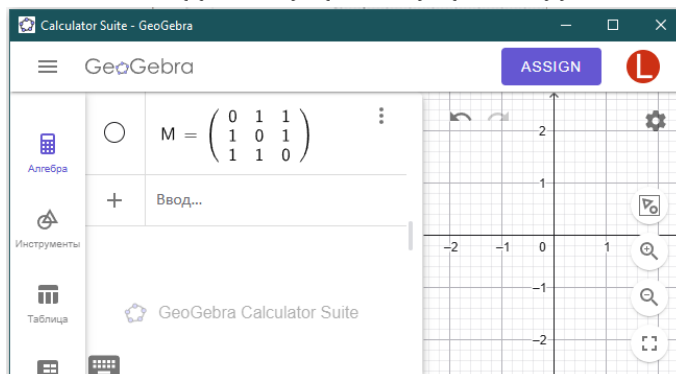 Calculator Suite - GeoGebra
GeoGebra
ASSIGN
L
Алгебра
M = ( 0 1 1
1 0 1
1 1 0 )
+ Ввод...
Инструменты
Таблица
GeoGebra Calculator Suite
2
1
-2 -1 0 1
-1
-2